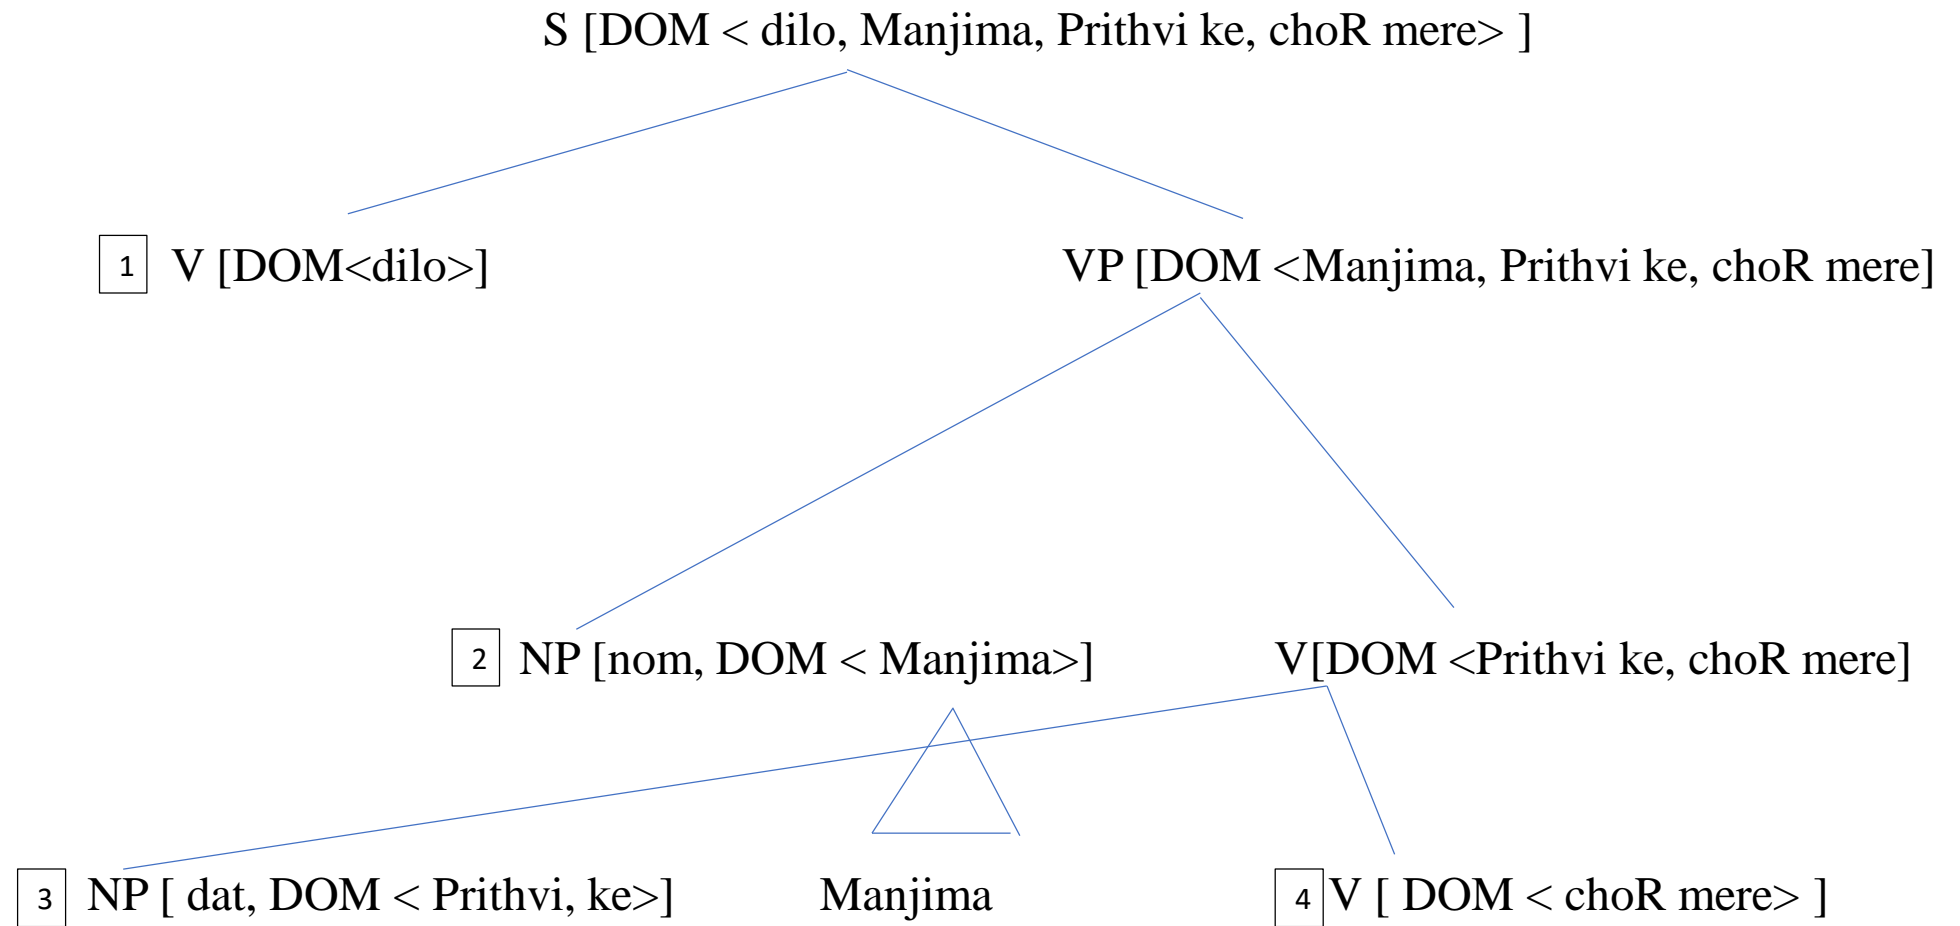 S [DOM < dilo, Manjima, Prithvi ke, choR mere> ]
1 V [DOM<dilo>] VP [DOM <Manjima, Prithvi ke, choR mere]
2 NP [nom, DOM < Manjima>] V[DOM <Prithvi ke, choR mere]
3 NP [ dat, DOM < Prithvi, ke>] Manjima 4 V [ DOM < choR mere> ]